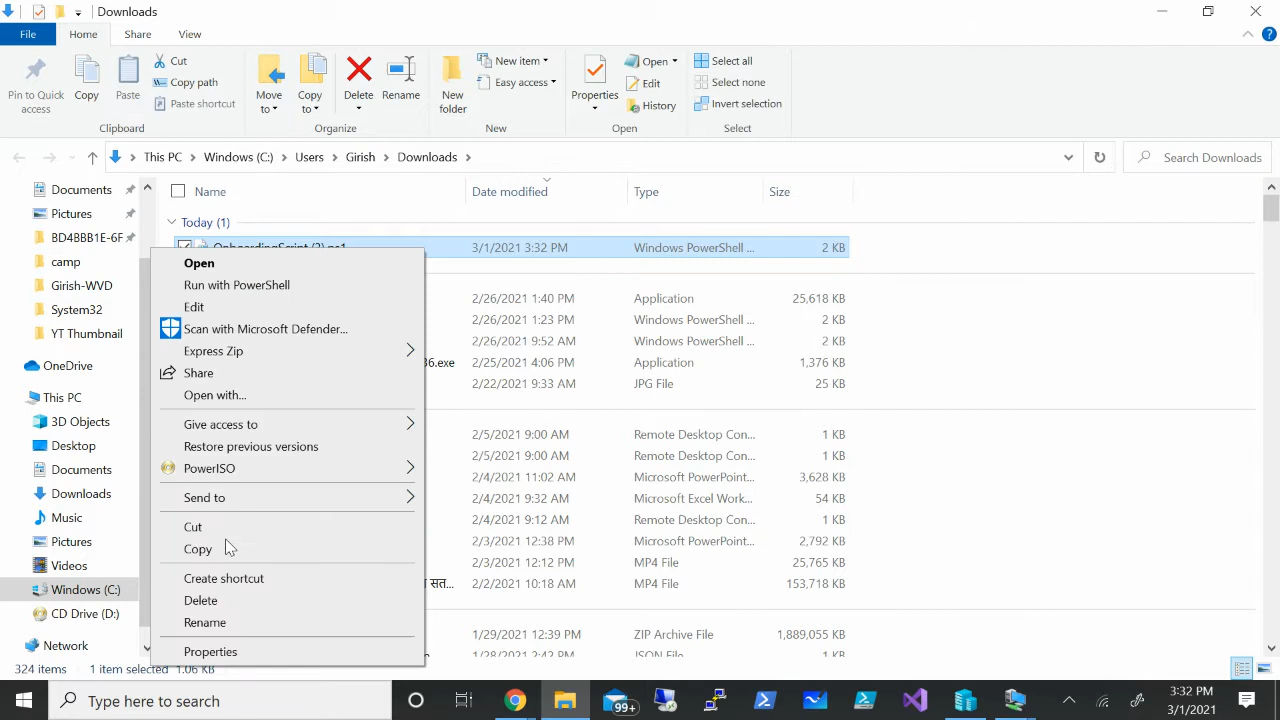 Downloads
File
Home
Share
View
Pin to Quick access
Copy
Paste
Cut
Copy path
Paste shortcut
Move to
Copy to
Delete
Rename
New folder
New item
Easy access
Properties
Open
Edit
History
Select all
Select none
Invert selection
Clipboard
Organize
New
Open
Select
This PC
Windows (C:)
Users
Girish
Downloads
Search Downloads
Documents
Pictures
BD4BBB1E-6F
camp
Girish-WVD
System32
YT Thumbnail
OneDrive
This PC
3D Objects
Desktop
Documents
Downloads
Music
Pictures
Videos
Windows (C:)
CD Drive (D:)
Network
Name
Date modified
Type
Size
Today (1)
OnboardingScript (2).ps1
3/1/2021 3:32 PM
Windows PowerShell ...
2 KB
2/26/2021 1:40 PM
Application
25,618 KB
2/26/2021 1:23 PM
Windows PowerShell ...
2 KB
2/26/2021 9:52 AM
Windows PowerShell ...
2 KB
36.exe
2/25/2021 4:06 PM
Application
1,376 KB
2/22/2021 9:33 AM
JPG File
25 KB
2/5/2021 9:00 AM
Remote Desktop Con...
1 KB
2/5/2021 9:00 AM
Remote Desktop Con...
1 KB
2/4/2021 11:02 AM
Microsoft PowerPoint...
3,628 KB
2/4/2021 9:32 AM
Microsoft Excel Work...
54 KB
2/4/2021 9:12 AM
Remote Desktop Con...
1 KB
2/3/2021 12:38 PM
Microsoft PowerPoint...
2,792 KB
2/3/2021 12:12 PM
MP4 File
25,765 KB
सत...
2/2/2021 10:18 AM
MP4 File
153,718 KB
1/29/2021 12:39 PM
ZIP Archive File
1,889,055 KB
1/28/2021 12:34 PM
JSON File
Open
Run with PowerShell
Edit
Scan with Microsoft Defender...
Express Zip
Share
Open with...
Give access to
Restore previous versions
PowerISO
Send to
Cut
Copy
Create shortcut
Delete
Rename
Properties
324 items
1 item selected 1.06 KB
Type here to search
99+
3:32 PM
3/1/2021